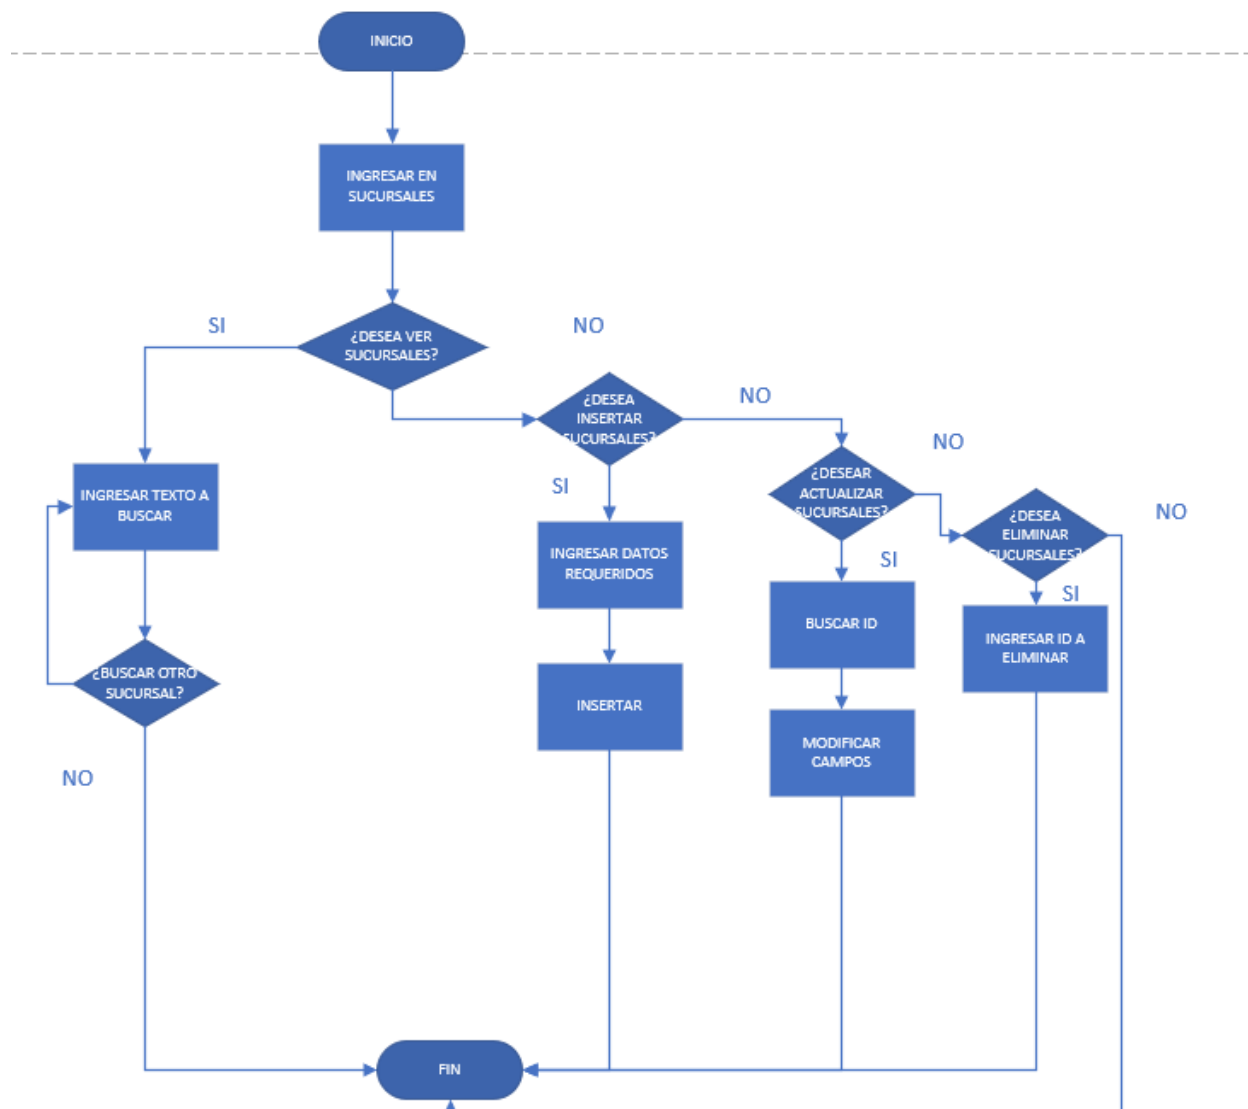 INICIO
INGRESAR EN
SUCURSALES
¿DESEA VER
SUCURSALES?
SI
NO
¿DESEA
INSERTAR
SUCURSALES?
NO
SI
¿DESEAR
ACTUALIZAR
SUCURSALES?
NO
SI
¿DESEA
ELIMINAR
SUCURSALES?
NO
SI
INGRESAR TEXTO A
BUSCAR
INGRESAR DATOS
REQUERIDOS
BUSCAR ID
INGRESAR ID A
ELIMINAR
¿BUSCAR OTRO
SUCURSAL?
INSERTAR
MODIFICAR
CAMPOS
NO
FIN